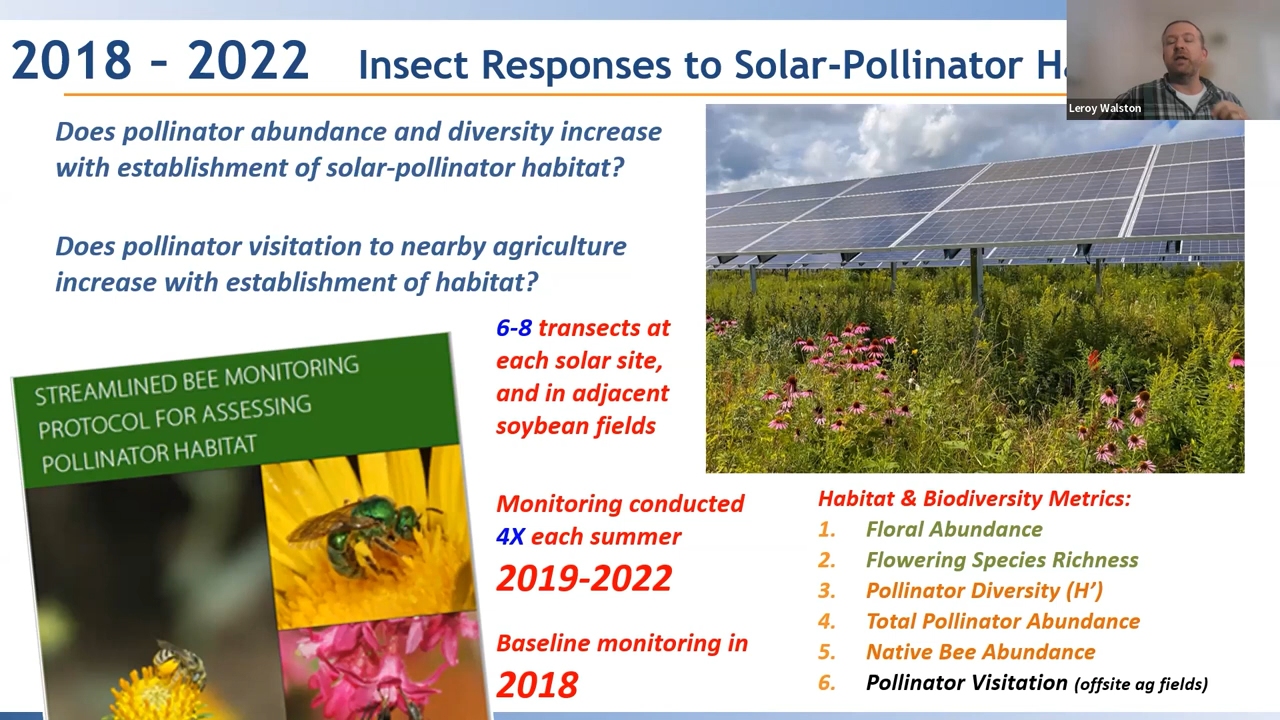 2018 – 2022 Insect Responses to Solar-Pollinator
Leroy Walston
Does pollinator abundance and diversity increase
with establishment of solar-pollinator habitat?
Does pollinator visitation to nearby agriculture
increase with establishment of habitat?
STREAMLINED BEE MONITORING
PROTOCOL FOR ASSESSING
POLLINATOR HABITAT
6-8 transects at
each solar site,
and in adjacent
soybean fields
Monitoring conducted
4X each summer
2019-2022
Baseline monitoring in
2018
Habitat & Biodiversity Metrics:
1. Floral Abundance
2. Flowering Species Richness
3. Pollinator Diversity (H’)
4. Total Pollinator Abundance
5. Native Bee Abundance
6. Pollinator Visitation (offsite ag fields)